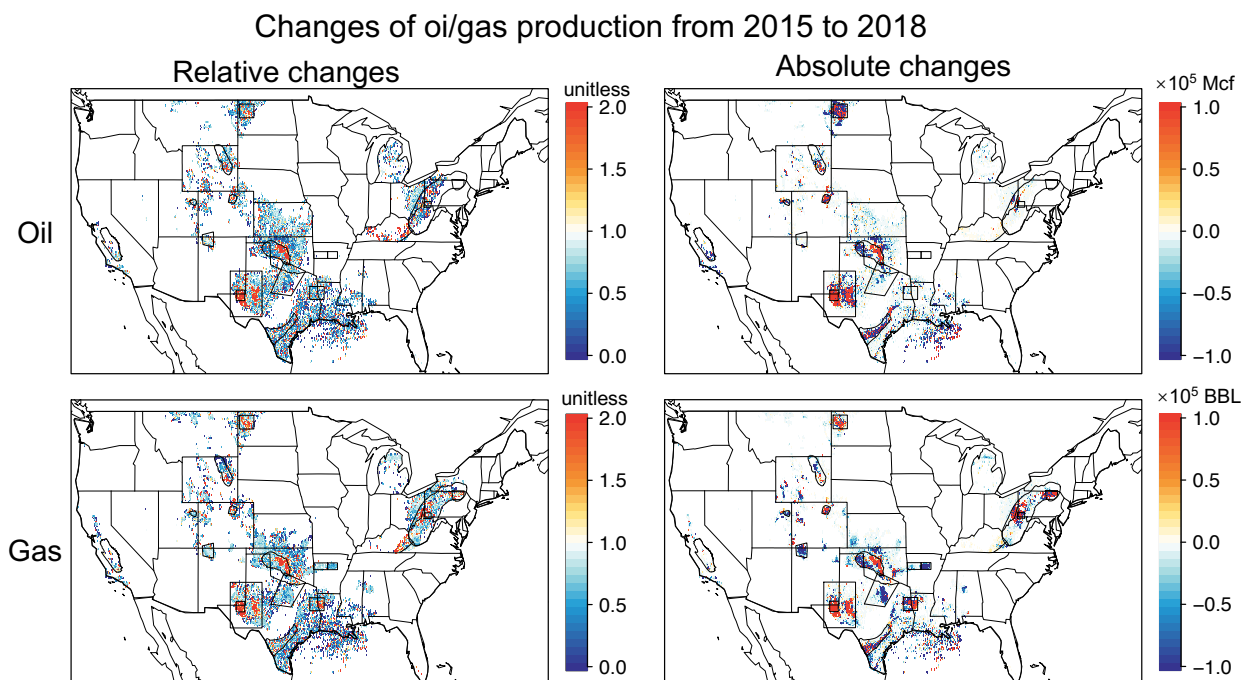 Changes of oi/gas production from 2015 to 2018
Relative changes
Absolute changes
unitless
2.0
1.5
1.0
0.5
0.0
×10⁵ Mcf
1.0
0.5
0.0
−0.5
−1.0
Oil
unitless
2.0
1.5
1.0
0.5
0.0
×10⁵ BBL
1.0
0.5
0.0
−0.5
−1.0
Gas